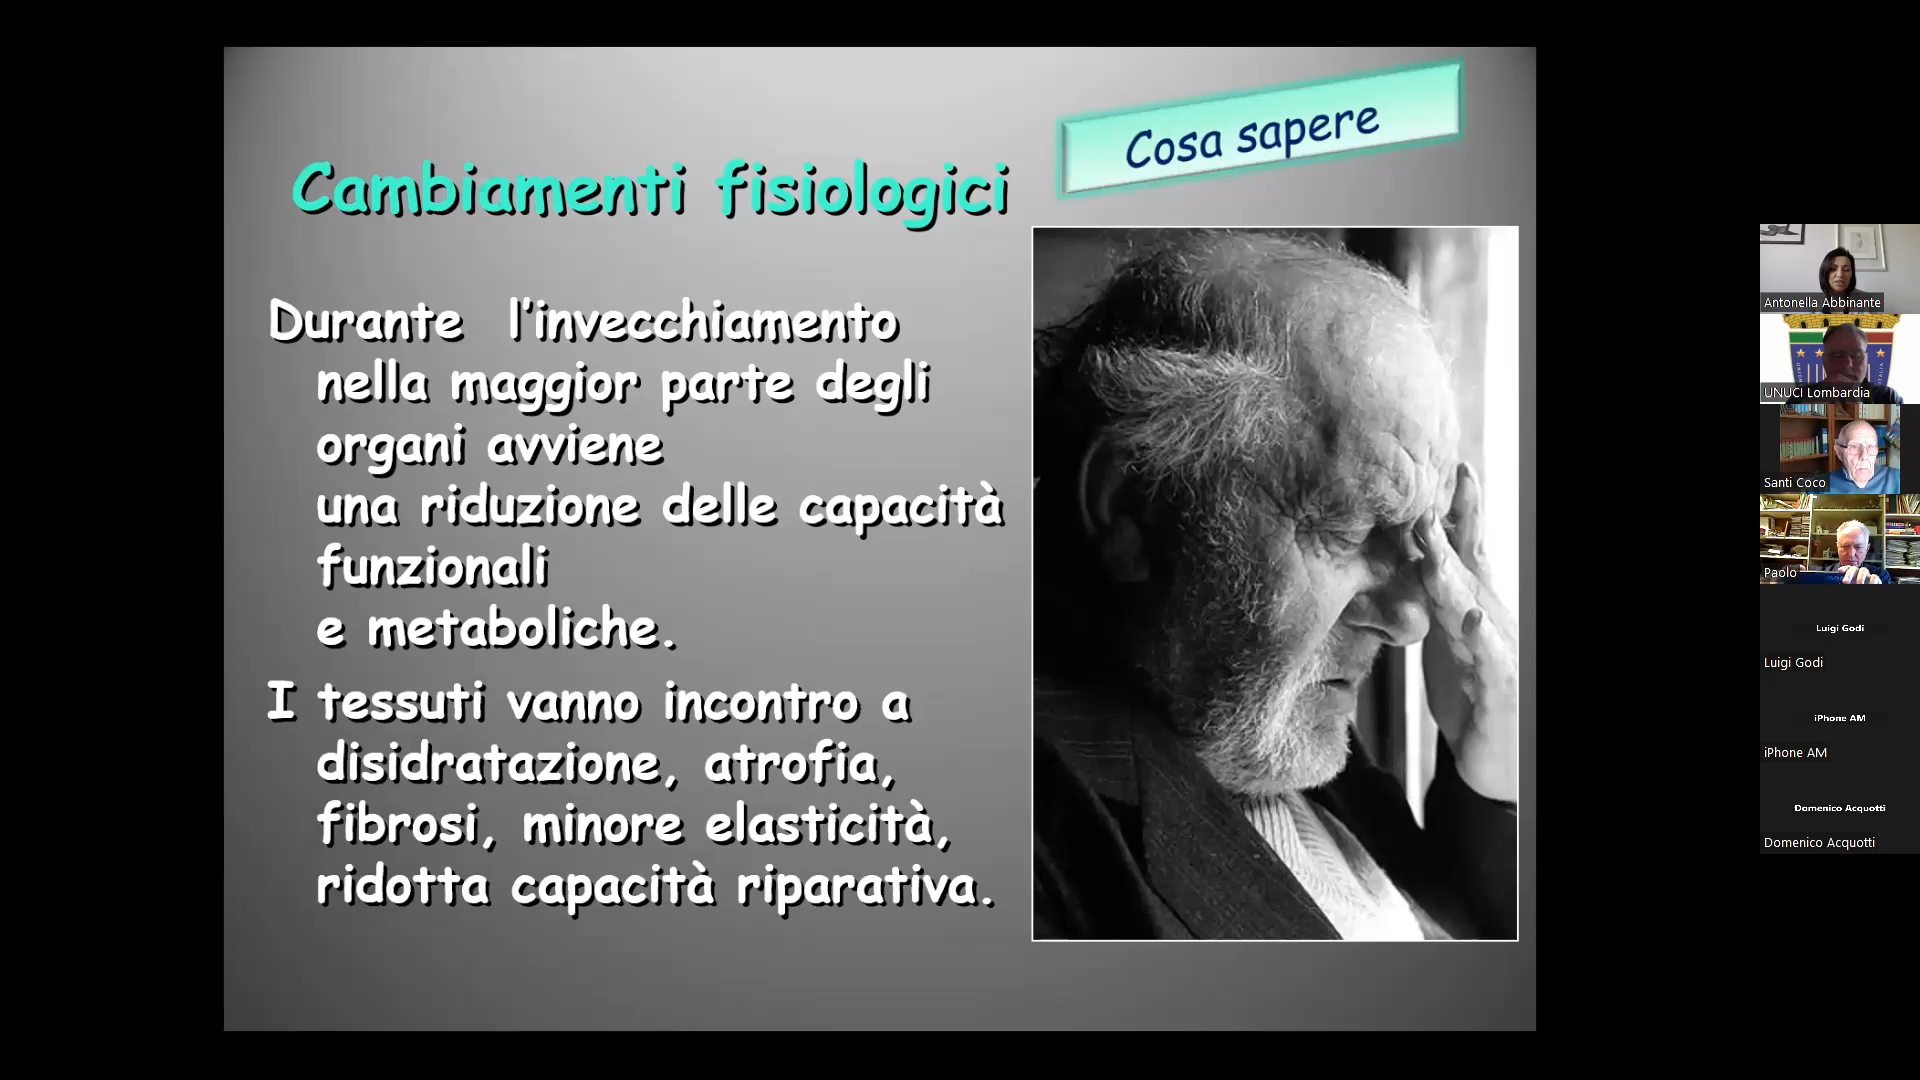 Cosa sapere
Cambiamenti fisiologici
Durante l'invecchiamento
nella maggior parte degli
organi avviene
una riduzione delle capacità
funzionali
e metaboliche.
I tessuti vanno incontro a
disidratazione, atrofia,
fibrosi, minore elasticità,
ridotta capacità riparativa.
Antonella Abbinante
UNUCI Lombardia
Santi Coco
Paolo
Luigi Godi
Luigi Godi
iPhone AM
iPhone AM
Domenico Acquotti
Domenico Acquotti